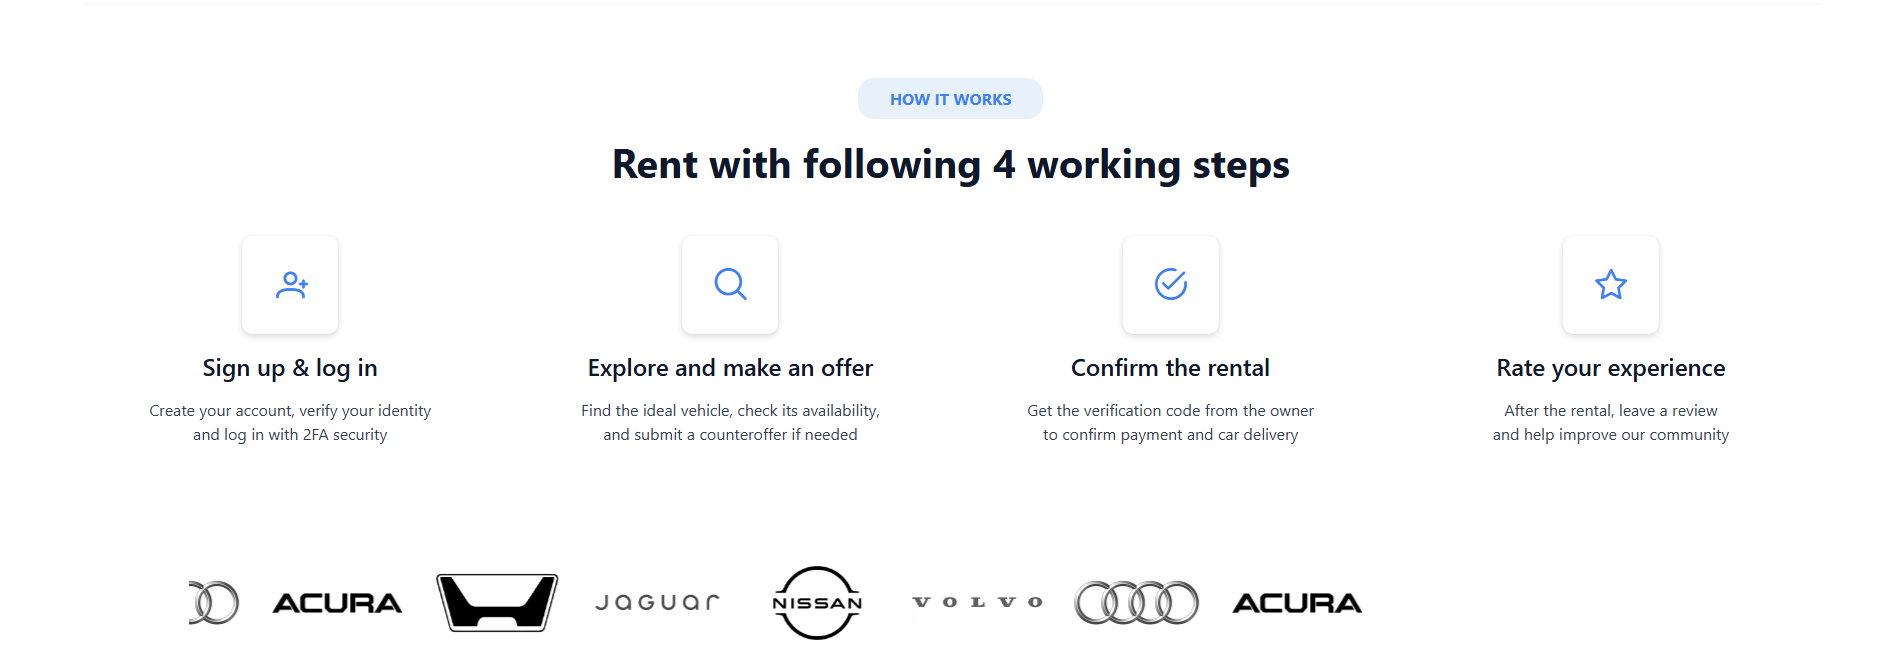 HOW IT WORKS
Rent with following 4 working steps
Sign up & log in
Create your account, verify your identity
and log in with 2FA security
Explore and make an offer
Find the ideal vehicle, check its availability,
and submit a counteroffer if needed
Confirm the rental
Get the verification code from the owner
to confirm payment and car delivery
Rate your experience
After the rental, leave a review
and help improve our community
ACURA
JAGUAR
NISSAN
VOLVO
ACURA